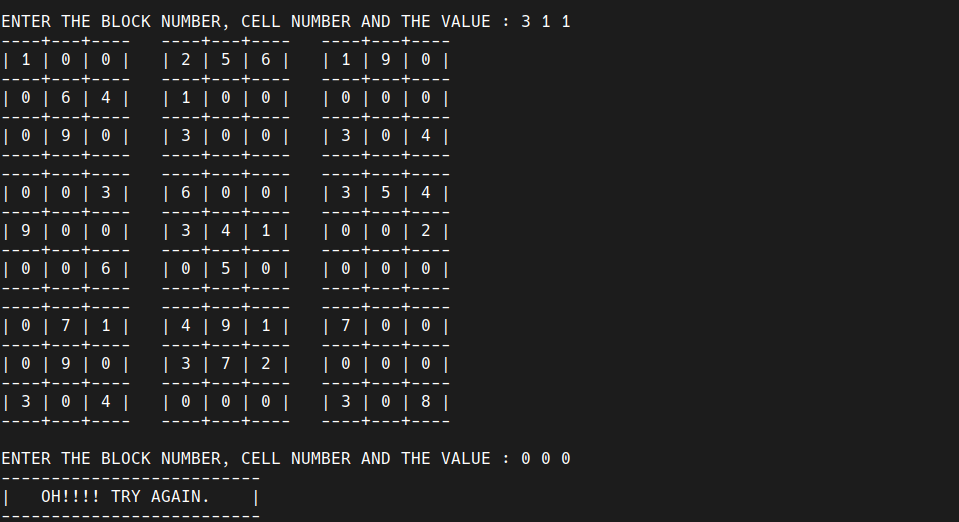 ENTER THE BLOCK NUMBER, CELL NUMBER AND THE VALUE : 3 1 1
----+---+----   ----+---+----   ----+---+----
| 1 | 0 | 0 |   | 2 | 5 | 6 |   | 1 | 9 | 0 |
----+---+----   ----+---+----   ----+---+----
| 0 | 6 | 4 |   | 1 | 0 | 0 |   | 0 | 0 | 0 |
----+---+----   ----+---+----   ----+---+----
| 0 | 9 | 0 |   | 3 | 0 | 0 |   | 3 | 0 | 4 |
----+---+----   ----+---+----   ----+---+----
----+---+----   ----+---+----   ----+---+----
| 0 | 0 | 3 |   | 6 | 0 | 0 |   | 3 | 5 | 4 |
----+---+----   ----+---+----   ----+---+----
| 9 | 0 | 0 |   | 3 | 4 | 1 |   | 0 | 0 | 2 |
----+---+----   ----+---+----   ----+---+----
| 0 | 0 | 6 |   | 0 | 5 | 0 |   | 0 | 0 | 0 |
----+---+----   ----+---+----   ----+---+----
----+---+----   ----+---+----   ----+---+----
| 0 | 7 | 1 |   | 4 | 9 | 1 |   | 7 | 0 | 0 |
----+---+----   ----+---+----   ----+---+----
| 0 | 9 | 0 |   | 3 | 7 | 2 |   | 0 | 0 | 0 |
----+---+----   ----+---+----   ----+---+----
| 3 | 0 | 4 |   | 0 | 0 | 0 |   | 3 | 0 | 8 |
----+---+----   ----+---+----   ----+---+----
ENTER THE BLOCK NUMBER, CELL NUMBER AND THE VALUE : 0 0 0
--------------------------
|   OH!!!! TRY AGAIN.    |
--------------------------